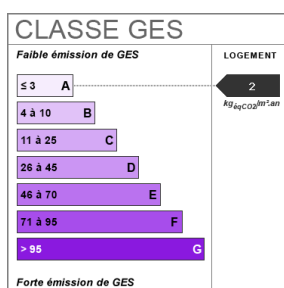 CLASSE GES
Faible émission de GES
LOGEMENT
≤ 3 A
2
4 à 10 B
kgéqCO2/m².an
11 à 25 C
26 à 45 D
46 à 70 E
71 à 95 F
> 95 G
Forte émission de GES